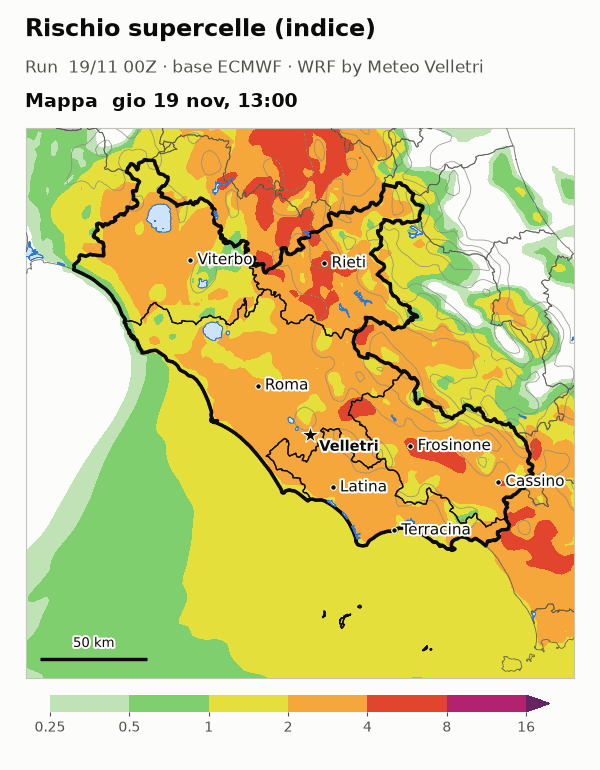 Rischio supercelle (indice)
Run  19/11 00Z · base ECMWF · WRF by Meteo Velletri
Mappa  gio 19 nov, 13:00
Viterbo
Rieti
Roma
Velletri
Frosinone
Cassino
Latina
Terracina
50 km
0.25 0.5 1 2 4 8 16